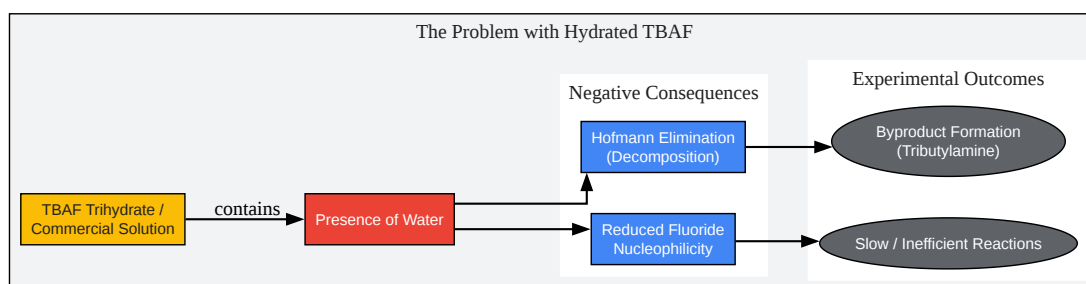 The Problem with Hydrated TBAF
Negative Consequences
Experimental Outcomes
Hofmann Elimination
(Decomposition)
Byproduct Formation
(Tributylamine)
TBAF Trihydrate /
Commercial Solution
contains
Presence of Water
Reduced Fluoride
Nucleophilicity
Slow / Inefficient Reactions